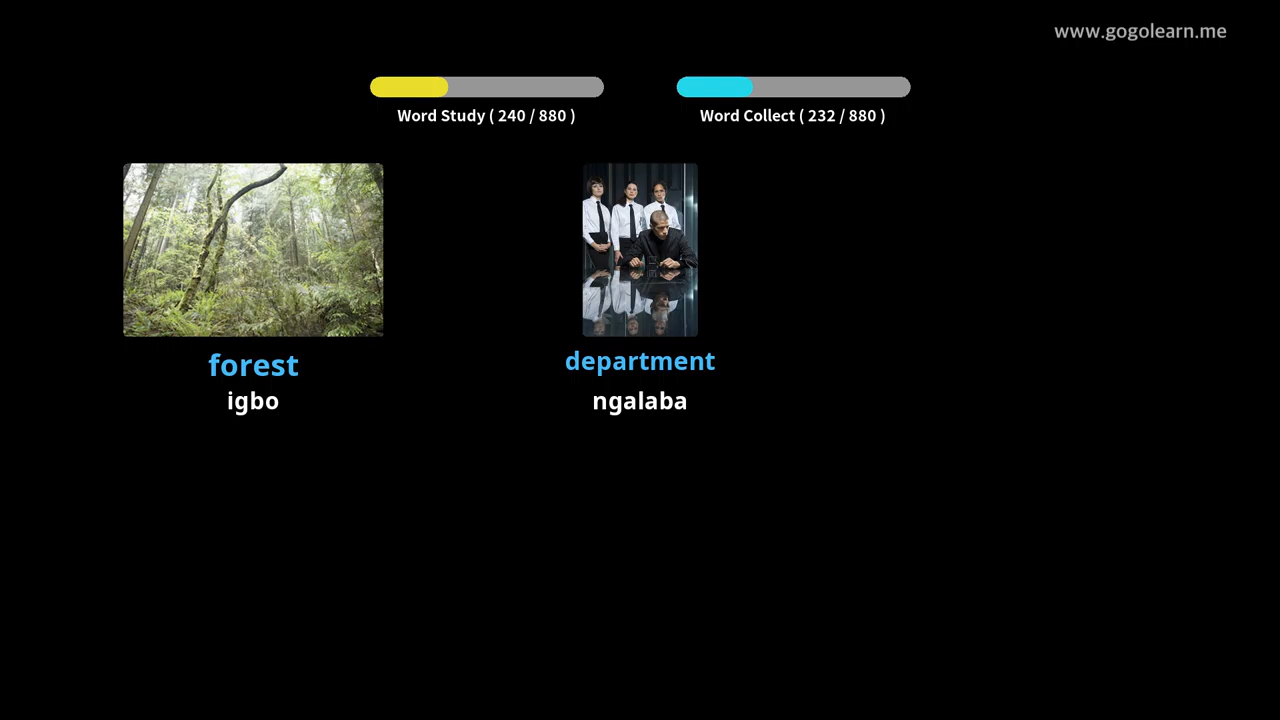 www.gogolearn.me
Word Study ( 240 / 880 )
Word Collect ( 232 / 880 )
forest
igbo
department
ngalaba